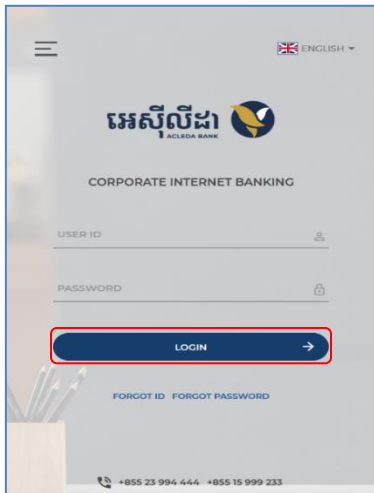 ENGLISH
អេស៊ីលីដា
ACLEDA BANK
CORPORATE INTERNET BANKING
USER ID
PASSWORD
LOGIN
FORGOT ID FORGOT PASSWORD
+855 23 994 444 +855 15 999 233